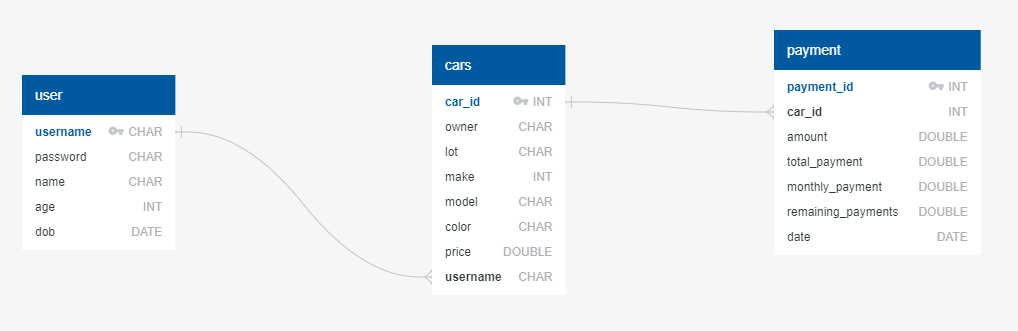 user
username CHAR
password CHAR
name CHAR
age INT
dob DATE
cars
car_id INT
owner CHAR
lot CHAR
make INT
model CHAR
color CHAR
price DOUBLE
username CHAR
payment
payment_id INT
car_id INT
amount DOUBLE
total_payment DOUBLE
monthly_payment DOUBLE
remaining_payments DOUBLE
date DATE